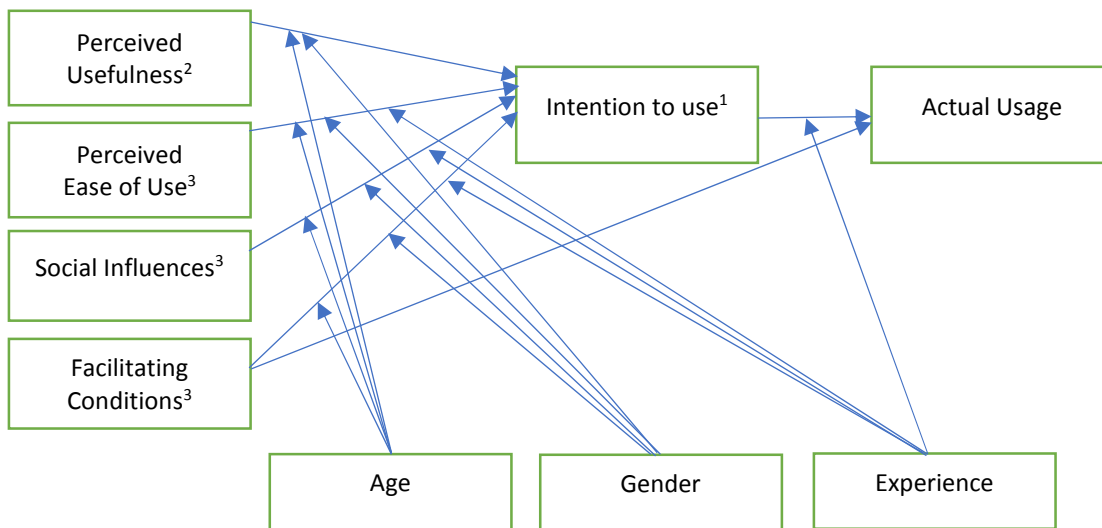 Perceived
Usefulness²
Intention to use¹
Actual Usage
Perceived
Ease of Use³
Social Influences³
Facilitating
Conditions³
Age
Gender
Experience